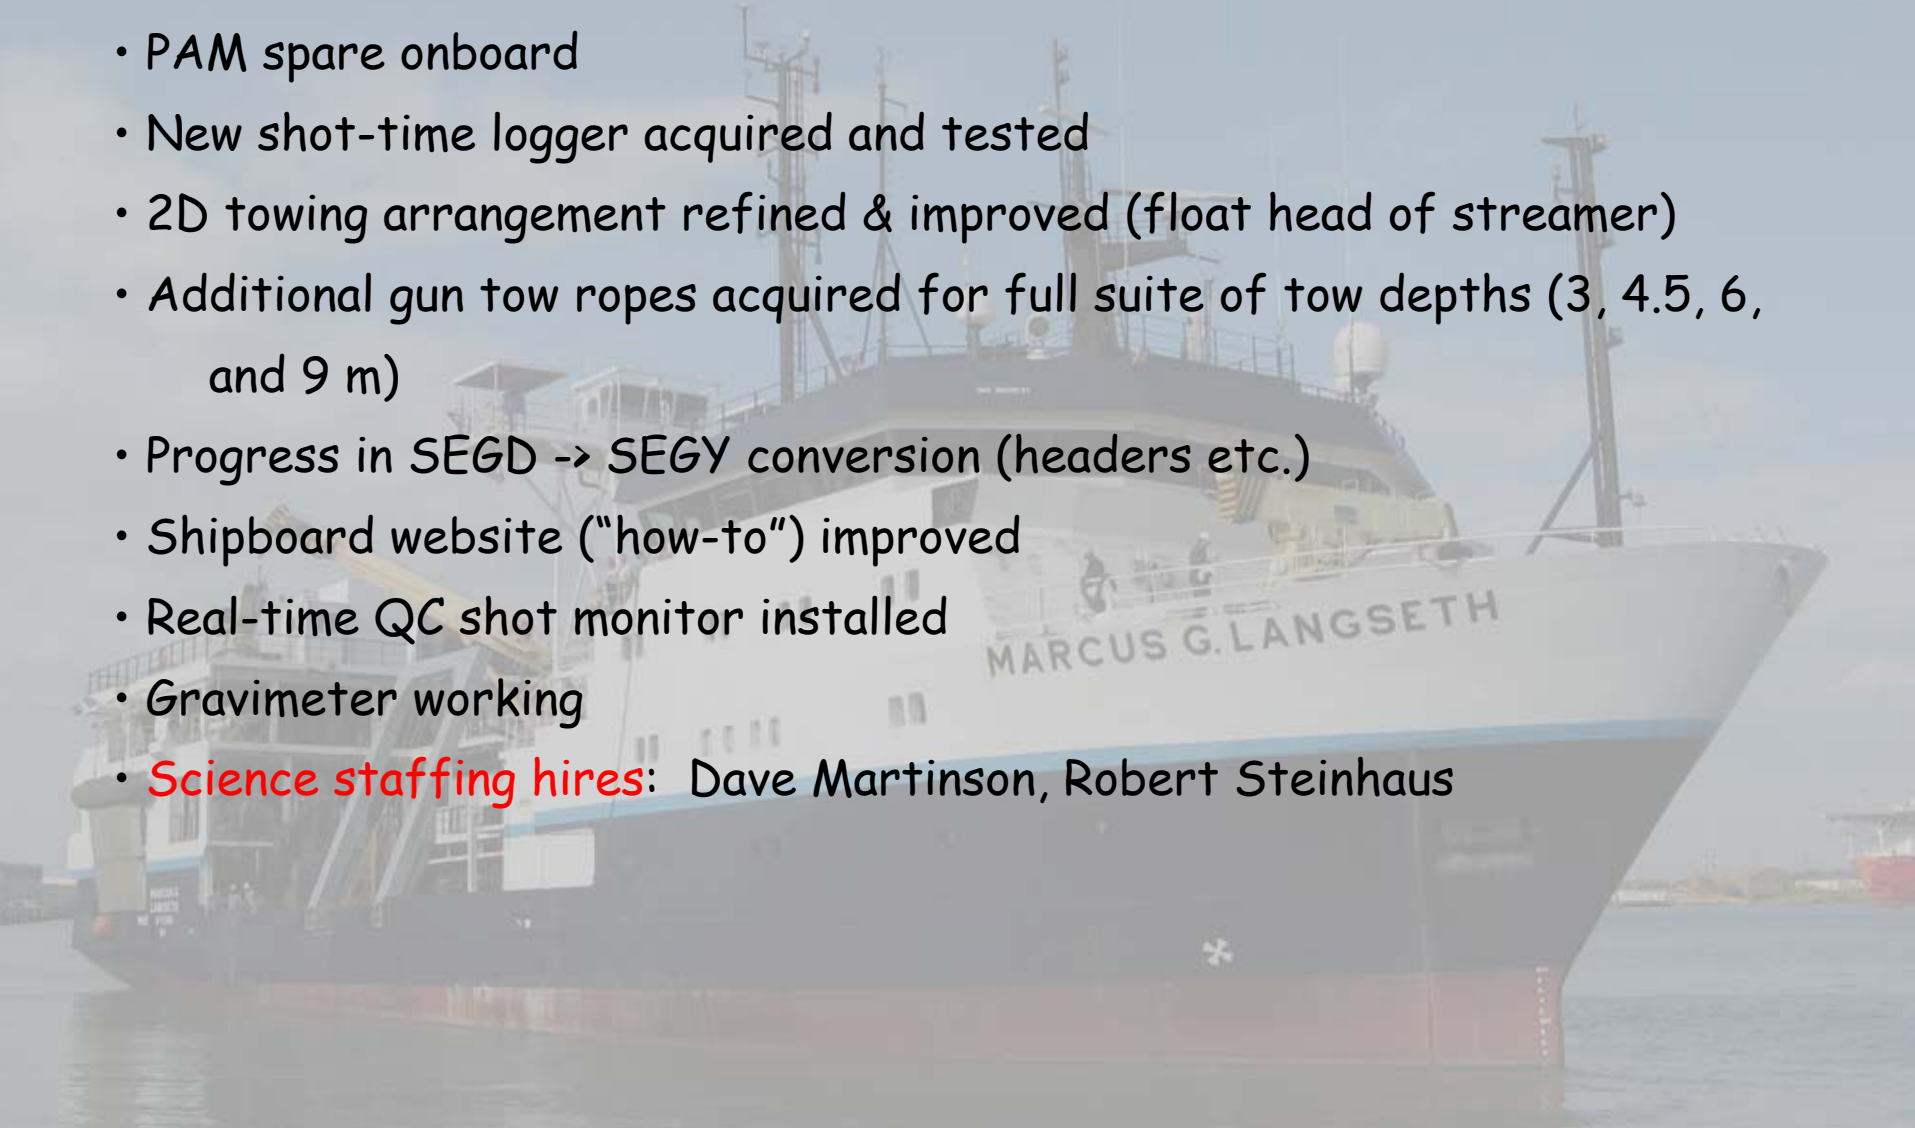 • PAM spare onboard
• New shot-time logger acquired and tested
• 2D towing arrangement refined & improved (float head of streamer)
• Additional gun tow ropes acquired for full suite of tow depths (3, 4.5, 6,
and 9 m)
• Progress in SEGD -> SEGY conversion (headers etc.)
• Shipboard website (“how-to”) improved
• Real-time QC shot monitor installed
MARCUS G. LANGSETH
• Gravimeter working
• Science staffing hires: Dave Martinson, Robert Steinhaus